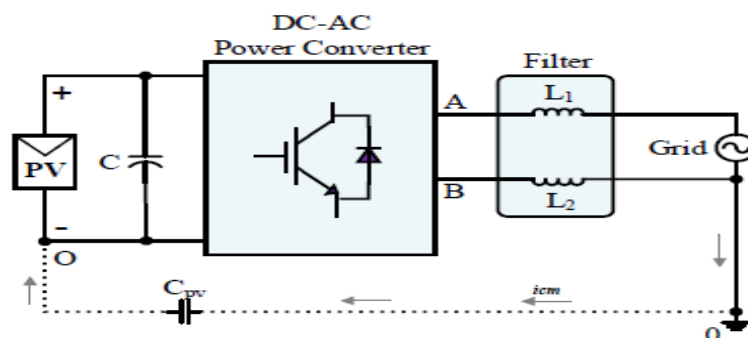 DC-AC
Power Converter
Filter
+
A
L₁
PV
C
Grid
B
L₂
-
O
Cpv
icm
0